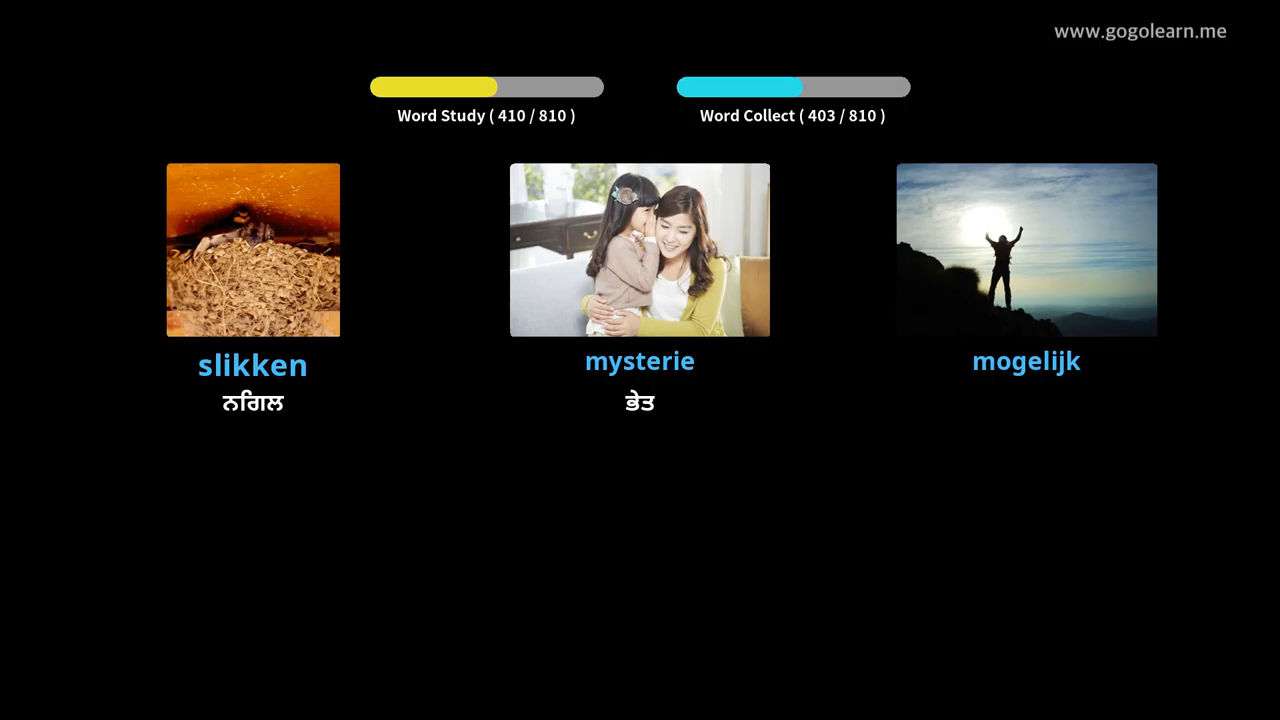 www.gogolearn.me
Word Study ( 410 / 810 )
Word Collect ( 403 / 810 )
slikken
ਨਗਿਲ
mysterie
ਭੇਤ
mogelijk